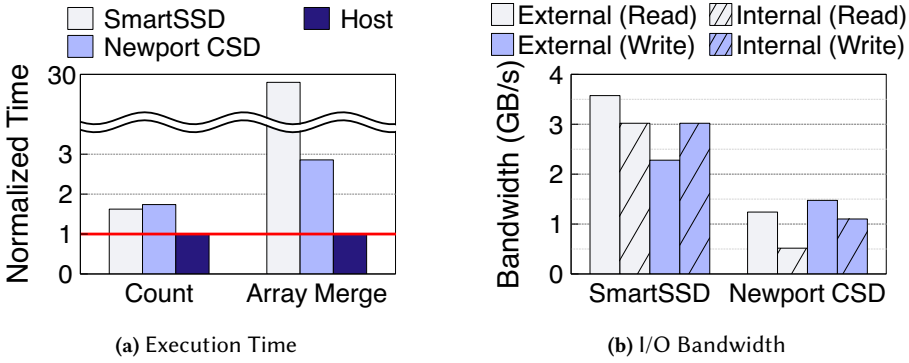 SmartSSD
Host
Newport CSD
Normalized Time
30
3
2
1
0
Count
Array Merge
(a) Execution Time
External (Read)
Internal (Read)
External (Write)
Internal (Write)
Bandwidth (GB/s)
4
3
2
1
0
SmartSSD
Newport CSD
(b) I/O Bandwidth